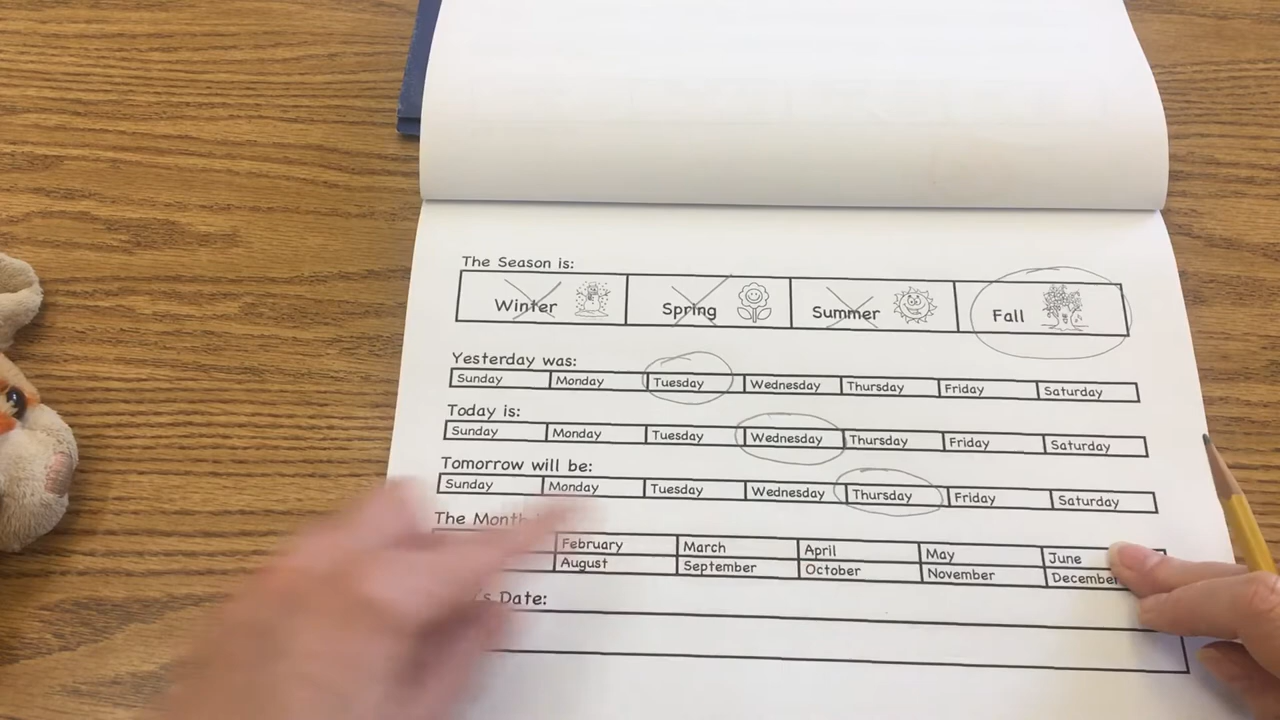 The Season is:
Winter Spring Summer Fall
Yesterday was:
Sunday Monday Tuesday Wednesday Thursday Friday Saturday
Today is:
Sunday Monday Tuesday Wednesday Thursday Friday Saturday
Tomorrow will be:
Sunday Monday Tuesday Wednesday Thursday Friday Saturday
The Month
February March April May June
August September October November December
Date: